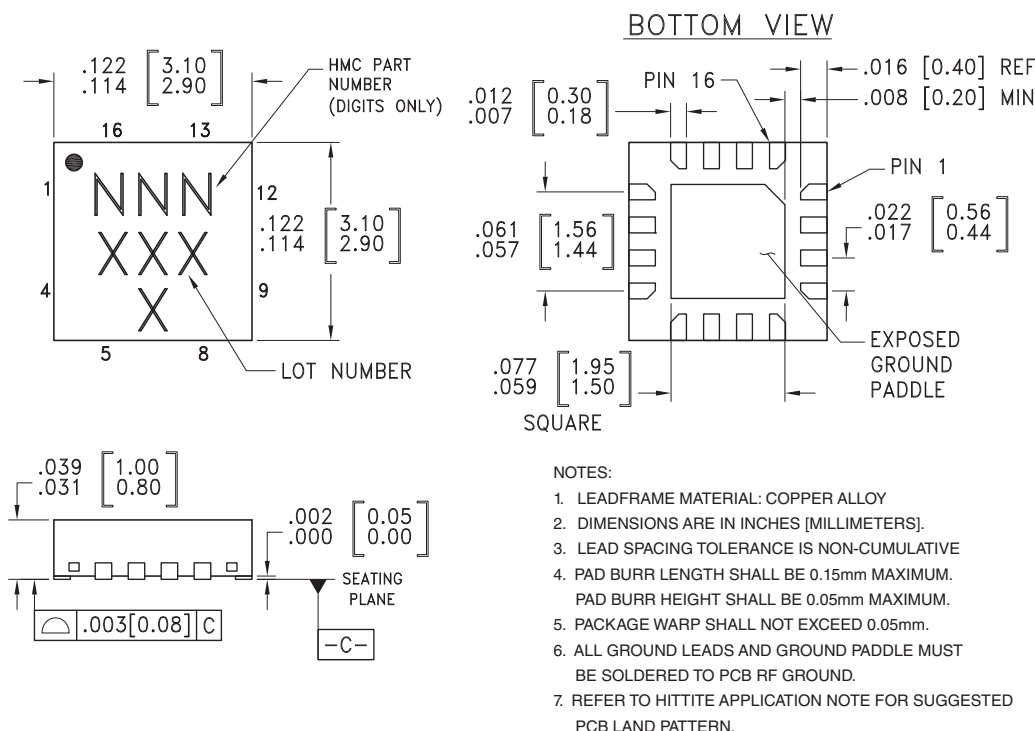 BOTTOM VIEW
.122 [3.10]
.114 [2.90]
HMC PART
NUMBER
(DIGITS ONLY)
16 13
1
12
4
9
5 8
NNN
XXX
X
.122 [3.10]
.114 [2.90]
LOT NUMBER
PIN 16
.016 [0.40] REF
.008 [0.20] MIN
.012 [0.30]
.007 [0.18]
PIN 1
.061 [1.56]
.057 [1.44]
.022 [0.56]
.017 [0.44]
EXPOSED
GROUND
PADDLE
.077 [1.95]
.059 [1.50]
SQUARE
.039 [1.00]
.031 [0.80]
.002 [0.05]
.000 [0.00]
SEATING
PLANE
.003[0.08] C
-C-
NOTES:
1. LEADFRAME MATERIAL: COPPER ALLOY
2. DIMENSIONS ARE IN INCHES [MILLIMETERS].
3. LEAD SPACING TOLERANCE IS NON-CUMULATIVE
4. PAD BURR LENGTH SHALL BE 0.15mm MAXIMUM.
PAD BURR HEIGHT SHALL BE 0.05mm MAXIMUM.
5. PACKAGE WARP SHALL NOT EXCEED 0.05mm.
6. ALL GROUND LEADS AND GROUND PADDLE MUST
BE SOLDERED TO PCB RF GROUND.
7. REFER TO HITTITE APPLICATION NOTE FOR SUGGESTED
PCB LAND PATTERN.